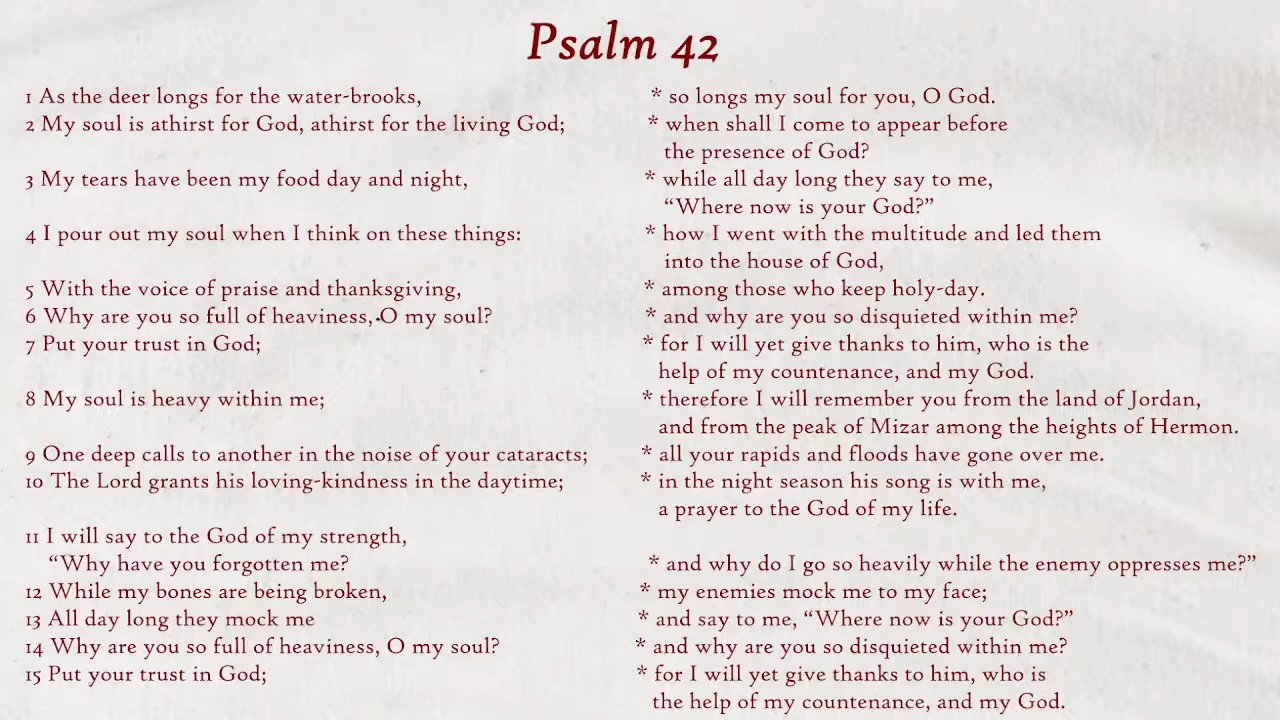 Psalm 42
1 As the deer longs for the water-brooks, * so longs my soul for you, O God.
2 My soul is athirst for God, athirst for the living God; * when shall I come to appear before
the presence of God?
3 My tears have been my food day and night, * while all day long they say to me,
“Where now is your God?”
4 I pour out my soul when I think on these things: * how I went with the multitude and led them
into the house of God,
5 With the voice of praise and thanksgiving, * among those who keep holy-day.
6 Why are you so full of heaviness, O my soul? * and why are you so disquieted within me?
7 Put your trust in God; * for I will yet give thanks to him, who is the
help of my countenance, and my God.
8 My soul is heavy within me; * therefore I will remember you from the land of Jordan,
and from the peak of Mizar among the heights of Hermon.
9 One deep calls to another in the noise of your cataracts; * all your rapids and floods have gone over me.
10 The Lord grants his loving-kindness in the daytime; * in the night season his song is with me,
a prayer to the God of my life.
11 I will say to the God of my strength,
“Why have you forgotten me? * and why do I go so heavily while the enemy oppresses me?”
12 While my bones are being broken, * my enemies mock me to my face;
13 All day long they mock me * and say to me, “Where now is your God?”
14 Why are you so full of heaviness, O my soul? * and why are you so disquieted within me?
15 Put your trust in God; * for I will yet give thanks to him, who is
the help of my countenance, and my God.